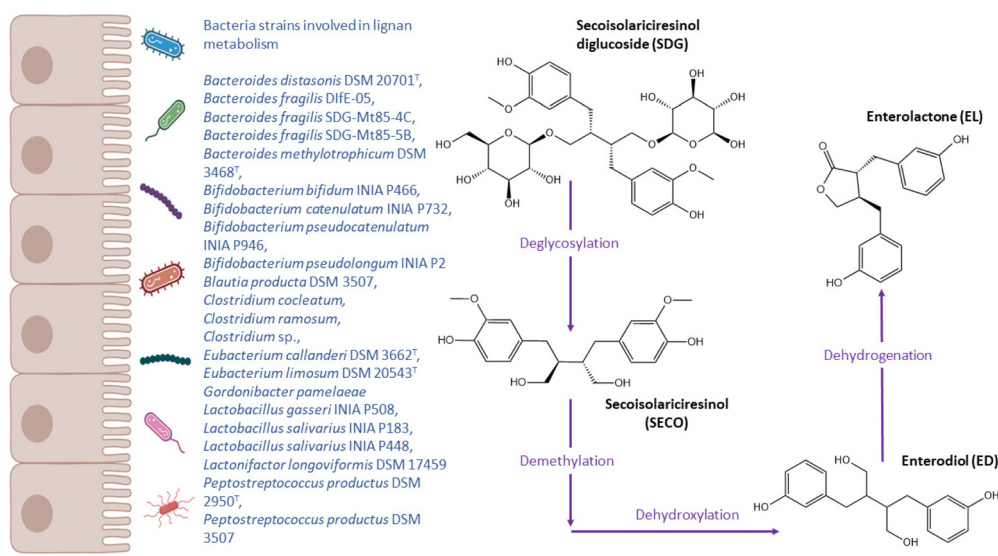 Bacteria strains involved in lignan
metabolism
Bacteroides distasonis DSM 20701ᵀ,
Bacteroides fragilis DIfE-05,
Bacteroides fragilis SDG-Mt85-4C,
Bacteroides fragilis SDG-Mt85-5B,
Bacteroides methylotrophicum DSM
3468ᵀ,
Bifidobacterium bifidum INIA P466,
Bifidobacterium catenulatum INIA P732,
Bifidobacterium pseudocatenulatum
INIA P946,
Bifidobacterium pseudolongum INIA P2
Blautia producta DSM 3507,
Clostridium cocleatum,
Clostridium ramosum,
Clostridium sp.,
Eubacterium callanderi DSM 3662ᵀ,
Eubacterium limosum DSM 20543ᵀ
Gordonibacter pamelaeae
Lactobacillus gasseri INIA P508,
Lactobacillus salivarius INIA P183,
Lactobacillus salivarius INIA P448,
Lactonifactor longoviformis DSM 17459
Peptostreptococcus productus DSM
2950ᵀ,
Peptostreptococcus productus DSM
3507
Secoisolariciresinol
diglucoside (SDG)
OH
HO
O
O
O
O
HO
HO
OH
OH
OH
HO
OH
O
OH
O
OH
Deglycosylation
O
HO
O
OH
HO
OH
Secoisolariciresinol
(SECO)
Demethylation
Dehydroxylation
Enterodiol (ED)
HO
HO
OH
OH
Dehydrogenation
Enterolactone (EL)
OH
O
O
HO